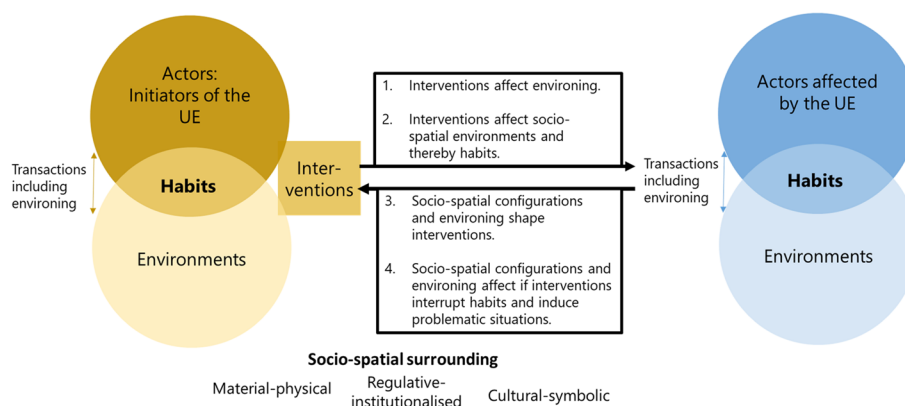 Actors:
Initiators of the
UE
Transactions
including
environing
Habits
Environments
Inter-
ventions
1. Interventions affect environing.
2. Interventions affect socio-
spatial environments and
thereby habits.
3. Socio-spatial configurations
and environing shape
interventions.
4. Socio-spatial configurations and
environing affect if interventions
interrupt habits and induce
problematic situations.
Actors affected
by the UE
Transactions
including
environing
Habits
Environments
Socio-spatial surrounding
Material-physical
Regulative-
institutionalised
Cultural-symbolic